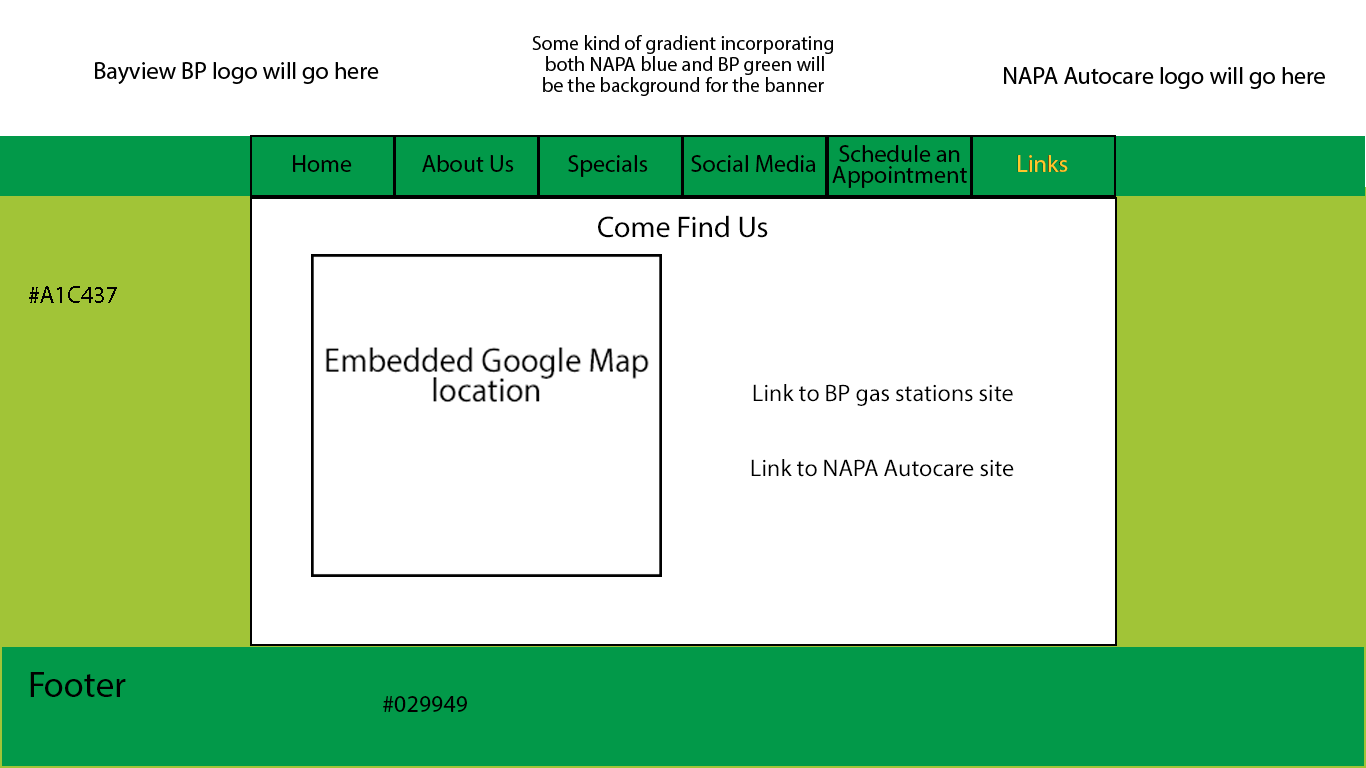 Bayview BP logo will go here
Some kind of gradient incorporating
both NAPA blue and BP green will
be the background for the banner
NAPA Autocare logo will go here
Home
About Us
Specials
Social Media
Schedule an
Appointment
Links
Come Find Us
#A1C437
Embedded Google Map
location
Link to BP gas stations site
Link to NAPA Autocare site
Footer
#029949